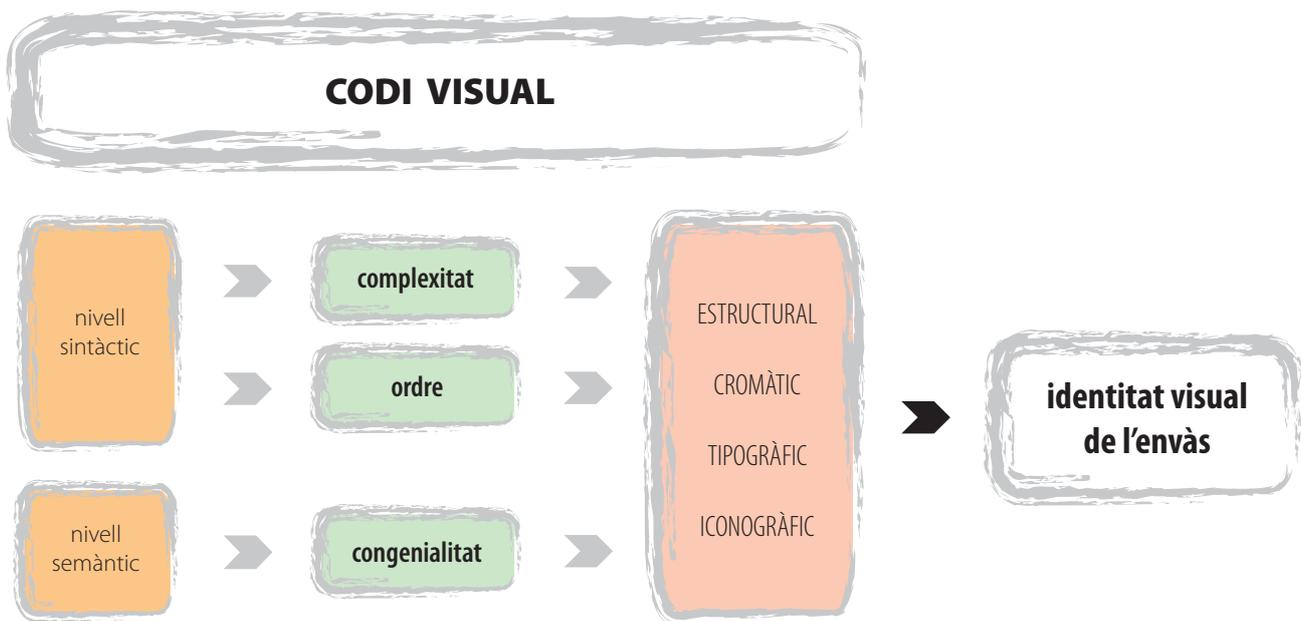 CODI VISUAL
nivell
sintàctic
complexitat
ordre
nivell
semàntic
congenialitat
ESTRUCTURAL
CROMÀTIC
TIPOGRÀFIC
ICONOGRÀFIC
identitat visual
de l’envàs